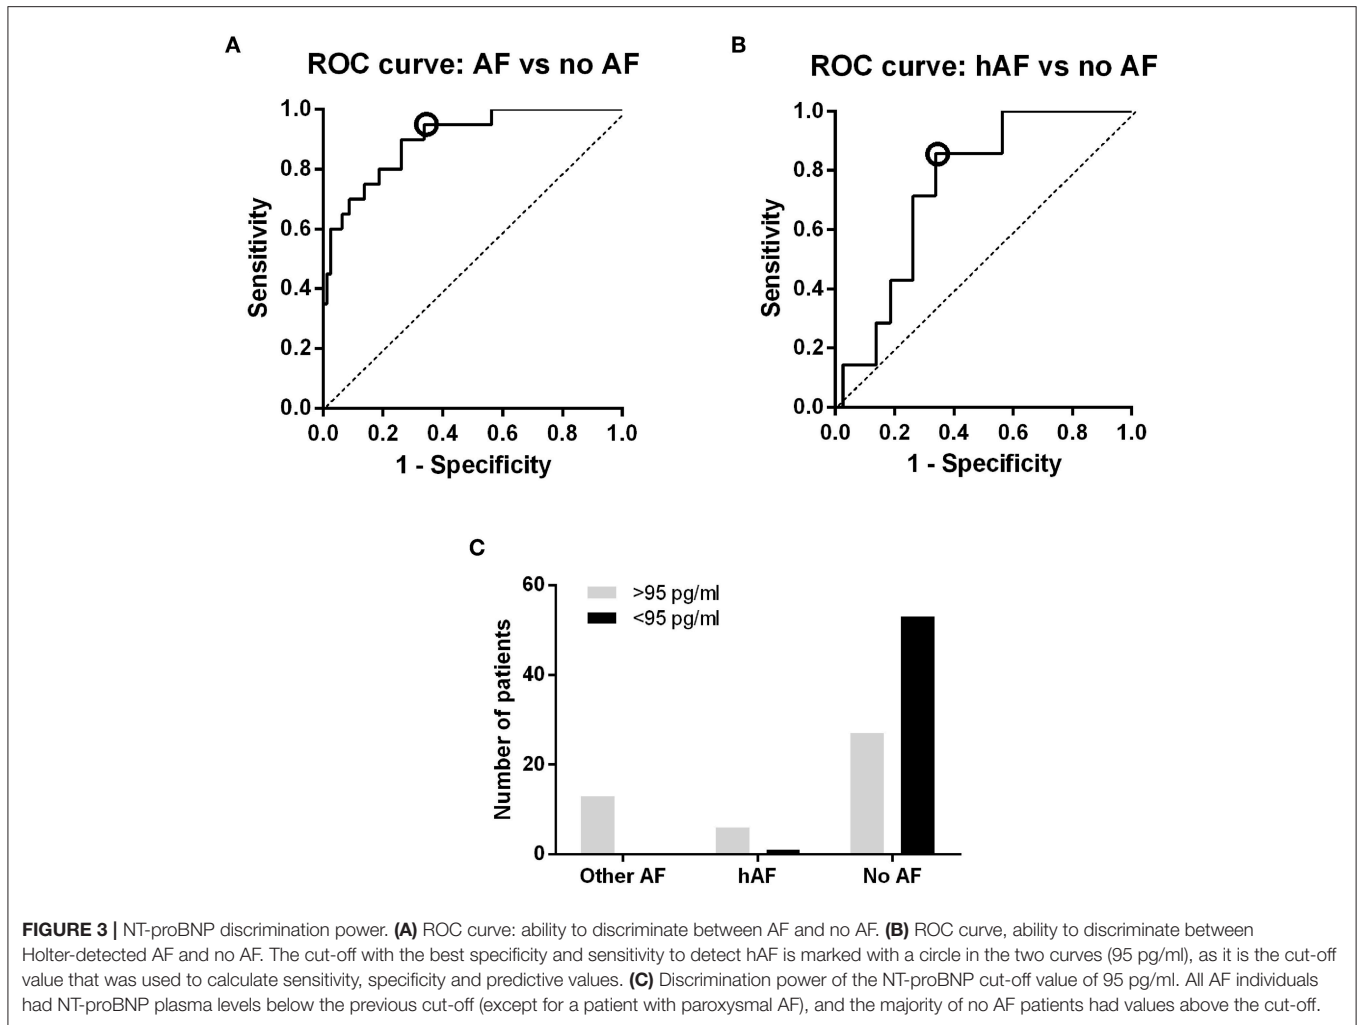 A
ROC curve: AF vs no AF
1.0
0.8
0.6
0.4
0.2
0.0
Sensitivity
0.0 0.2 0.4 0.6 0.8 1.0
1 - Specificity
B
ROC curve: hAF vs no AF
1.0
0.8
0.6
0.4
0.2
0.0
Sensitivity
0.0 0.2 0.4 0.6 0.8 1.0
1 - Specificity
C
>95 pg/ml
<95 pg/ml
60
40
20
0
Number of patients
Other AF hAF No AF
FIGURE 3 | NT-proBNP discrimination power. (A) ROC curve: ability to discriminate between AF and no AF. (B) ROC curve, ability to discriminate between
Holter-detected AF and no AF. The cut-off with the best specificity and sensitivity to detect hAF is marked with a circle in the two curves (95 pg/ml), as it is the cut-off
value that was used to calculate sensitivity, specificity and predictive values. (C) Discrimination power of the NT-proBNP cut-off value of 95 pg/ml. All AF individuals
had NT-proBNP plasma levels below the previous cut-off (except for a patient with paroxysmal AF), and the majority of no AF patients had values above the cut-off.